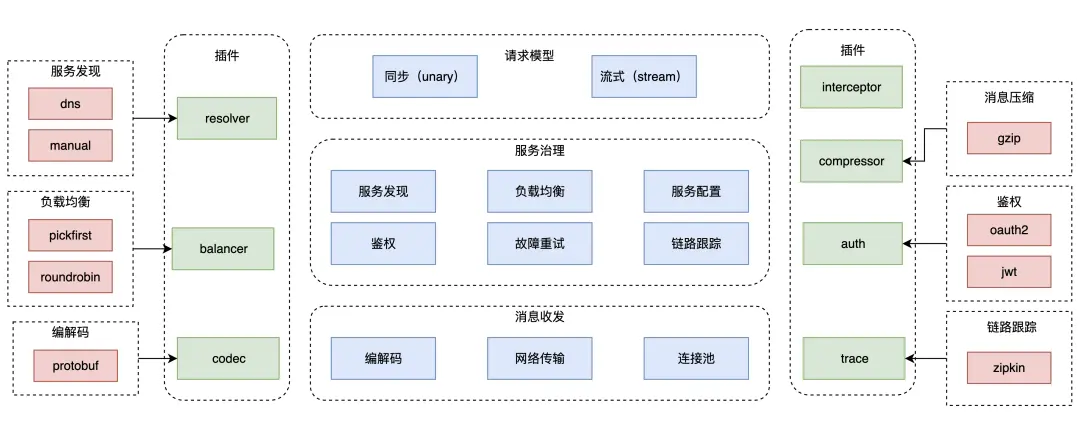 服务发现
dns
manual
负载均衡
pickfirst
roundrobin
编解码
protobuf
插件
resolver
balancer
codec
请求模型
同步（unary）
流式（stream）
服务治理
服务发现
负载均衡
服务配置
鉴权
故障重试
链路跟踪
消息收发
编解码
网络传输
连接池
插件
interceptor
compressor
auth
trace
消息压缩
gzip
鉴权
oauth2
jwt
链路跟踪
zipkin